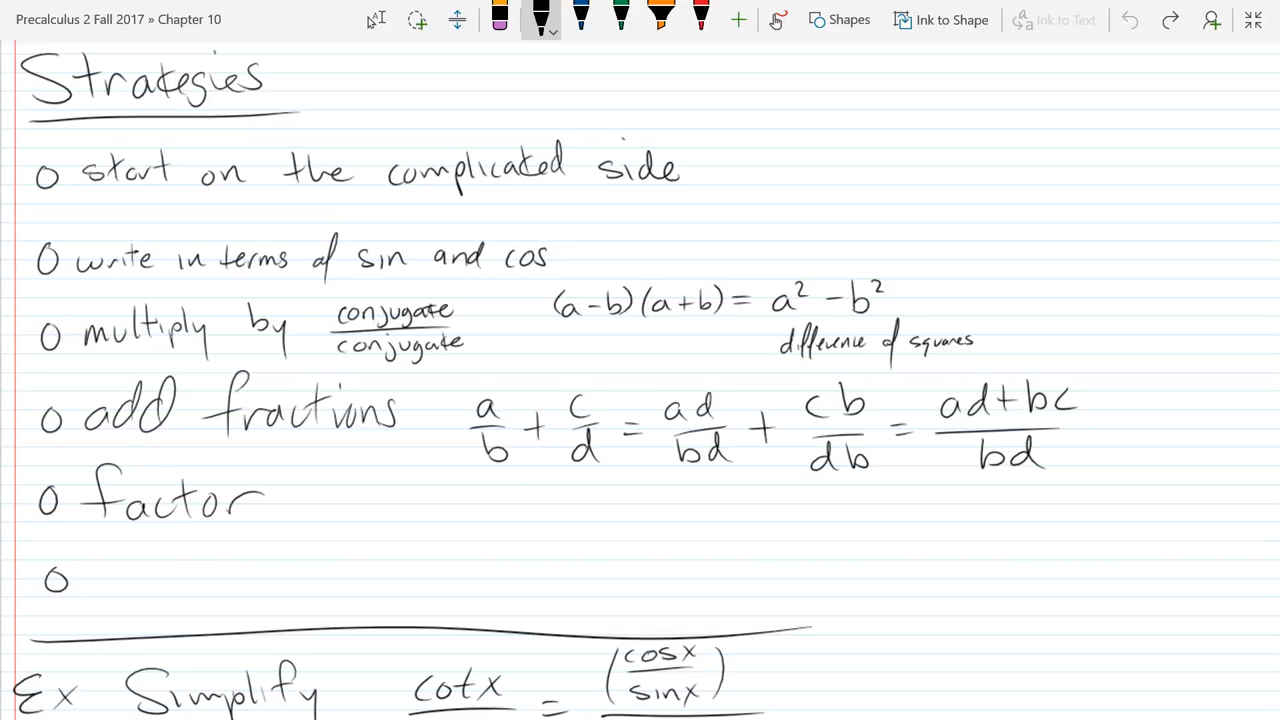 Precalculus 2 Fall 2017 » Chapter 10
Shapes
Ink to Shape
Ink to Text
Strategies
o start on the complicated side
o write in terms of sin and cos
o multiply by conjugate/conjugate (a-b)(a+b) = a² - b²
difference of squares
o add fractions a/b + c/d = ad/bd + cb/db = ad+bc/bd
o factor
o
Ex Simplify cotx = (cosx/sinx)